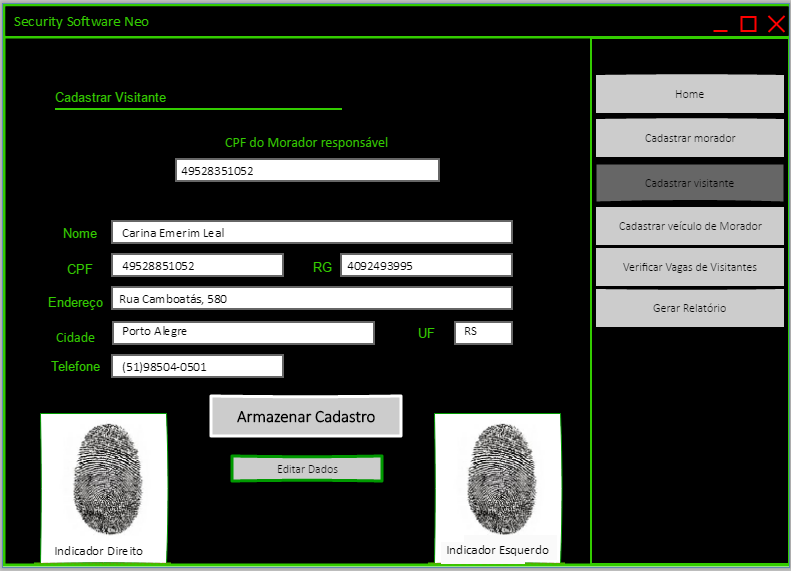 Security Software Neo
Cadastrar Visitante
CPF do Morador responsável
49528351052
Nome
Carina Emerim Leal
CPF
49528851052
RG
4092493995
Endereço
Rua Camboatás, 580
Cidade
Porto Alegre
UF
RS
Telefone
(51)98504-0501
Armazenar Cadastro
Editar Dados
Indicador Direito
Indicador Esquerdo
Home
Cadastrar morador
Cadastrar visitante
Cadastrar veículo de Morador
Verificar Vagas de Visitantes
Gerar Relatório